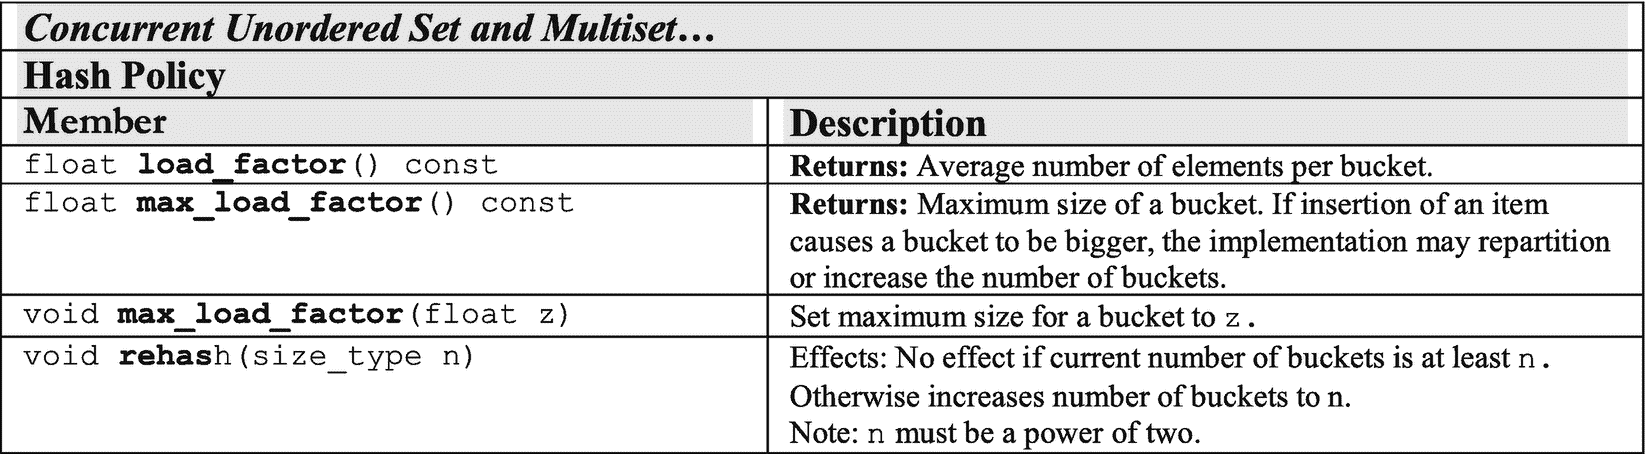 Concurrent Unordered Set and Multiset…
Hash Policy
Member
Description
float load_factor() const
Returns: Average number of elements per bucket.
float max_load_factor() const
Returns: Maximum size of a bucket. If insertion of an item
causes a bucket to be bigger, the implementation may repartition
or increase the number of buckets.
void max_load_factor(float z)
Set maximum size for a bucket to z.
void rehash(size_type n)
Effects: No effect if current number of buckets is at least n.
Otherwise increases number of buckets to n.
Note: n must be a power of two.